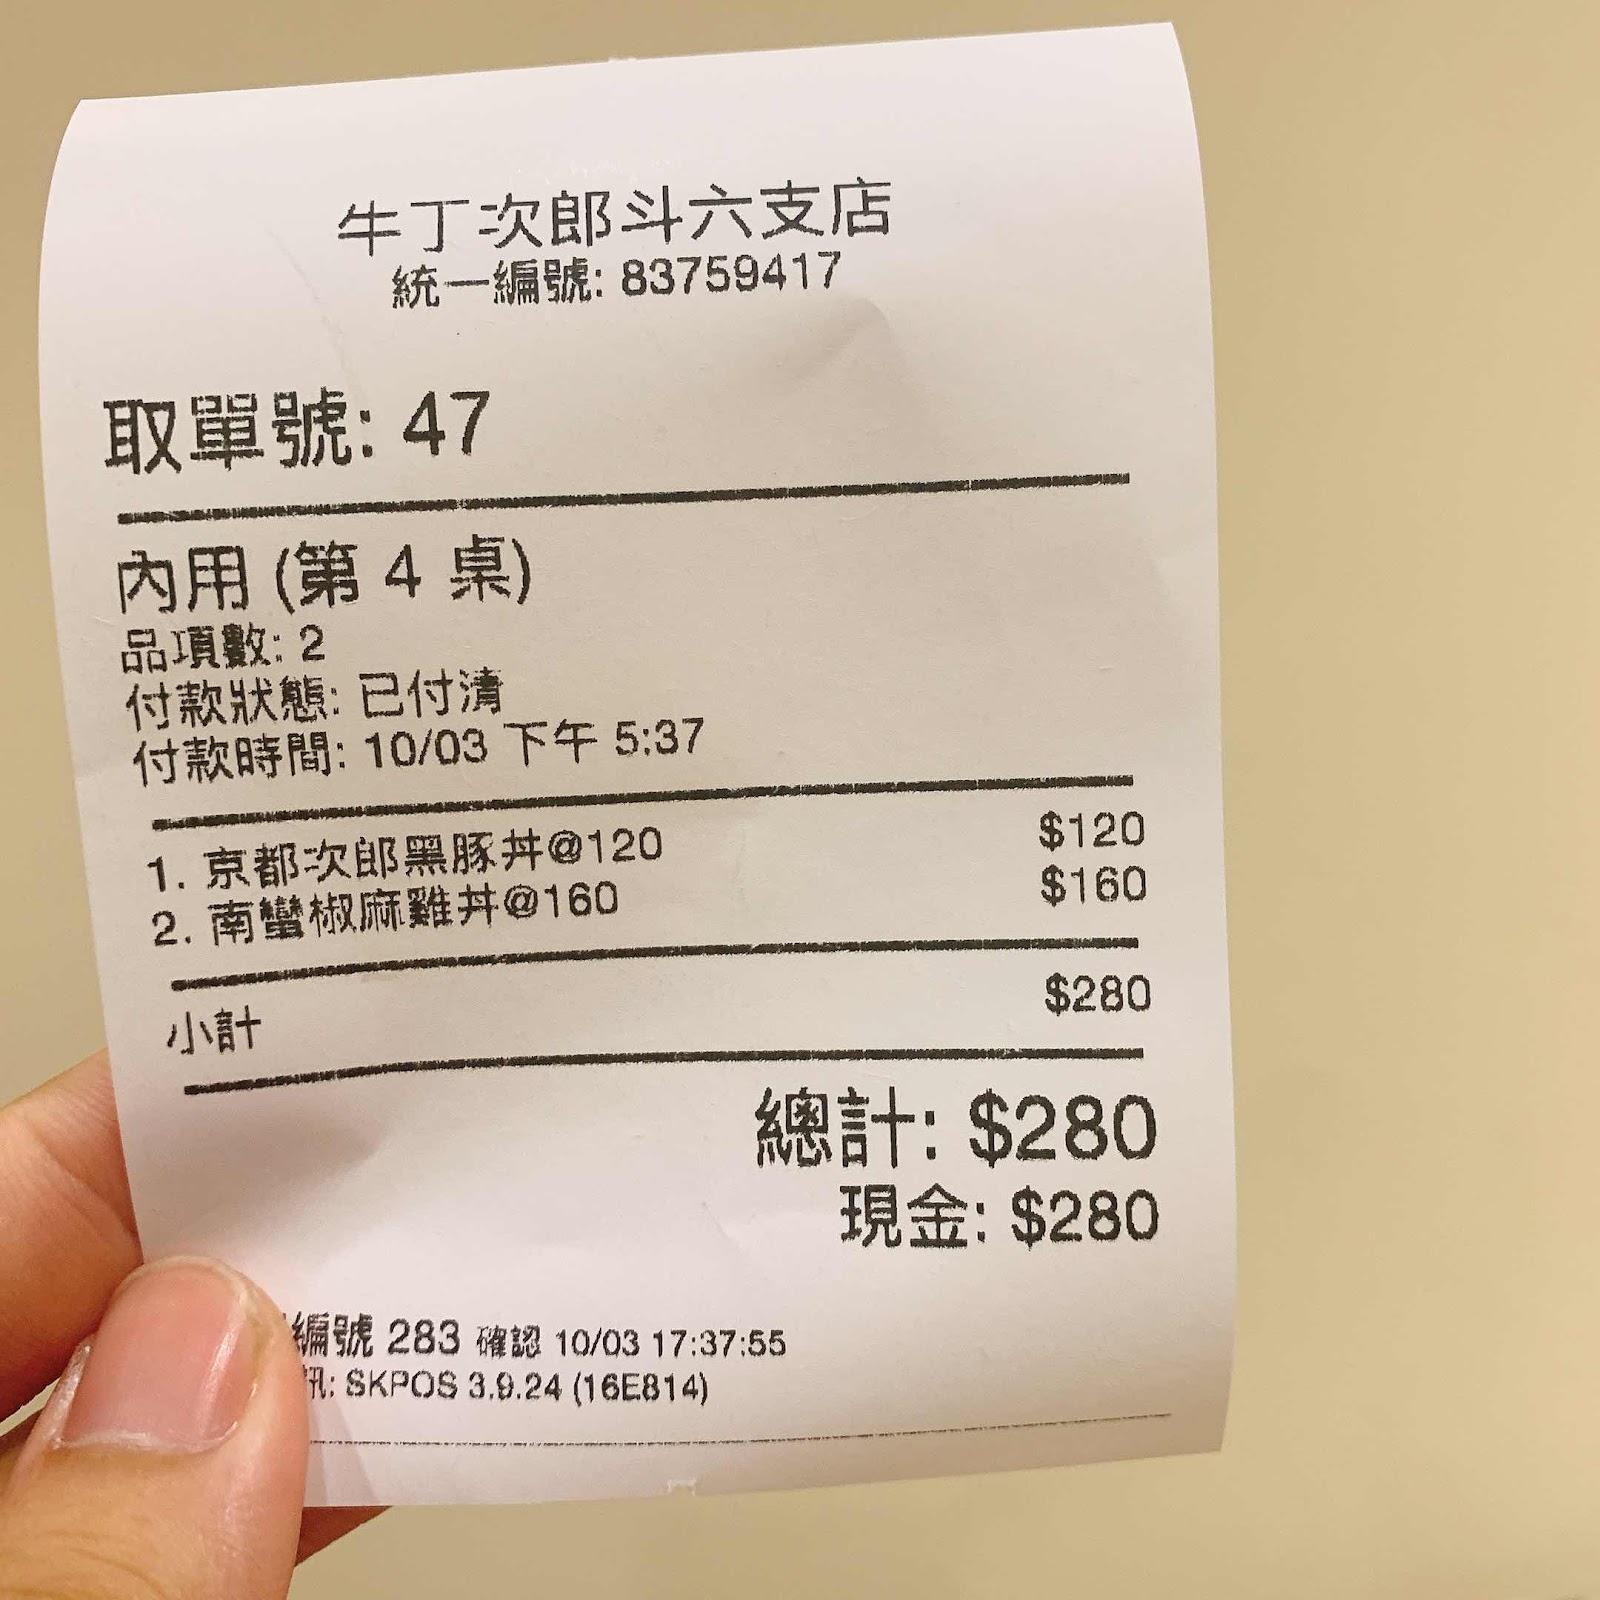 牛丁次郎斗六支店
統一編號: 83759417
取單號: 47
內用 (第 4 桌)
品項數: 2
付款狀態: 已付清
付款時間: 10/03 下午 5:37
1. 京都次郎黑豚丼@120 $120
2. 南蠻椒麻雞丼@160 $160
小計 $280
總計: $280
現金: $280
編號 283 確認 10/03 17:37:55
訊: SKPOS 3.9.24 (16E814)